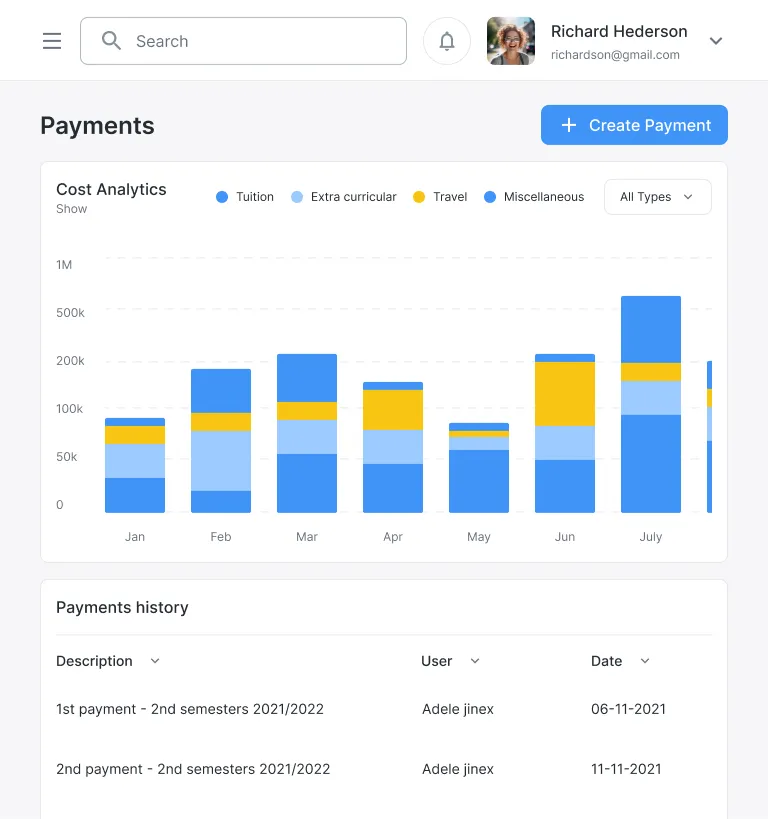 Search
Richard Hederson
richardson@gmail.com
Payments
Create Payment
Cost Analytics
Show
Tuition Extra curricular Travel Miscellaneous All Types
1M
500k
200k
100k
50k
0
Jan Feb Mar Apr May Jun July
Payments history
Description User Date
1st payment - 2nd semesters 2021/2022 Adele jinex 06-11-2021
2nd payment - 2nd semesters 2021/2022 Adele jinex 11-11-2021